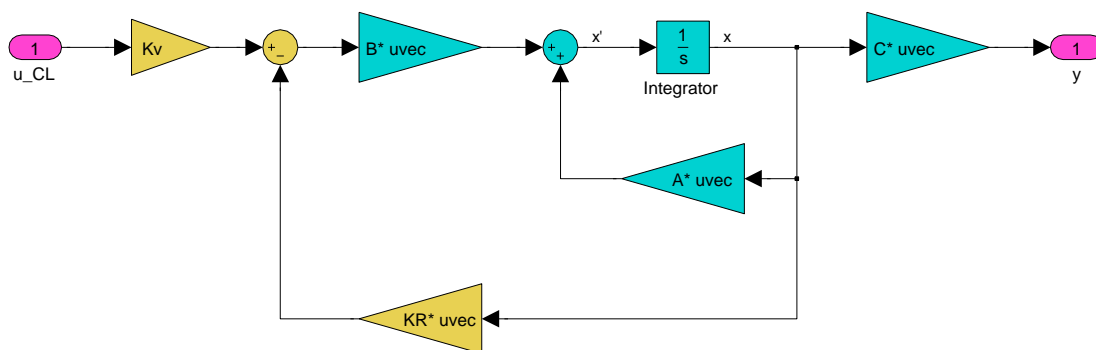 1
u_CL
Kv
+
−
B* uvec
+
+
x'
1
s
Integrator
x
C* uvec
1
y
A* uvec
KR* uvec